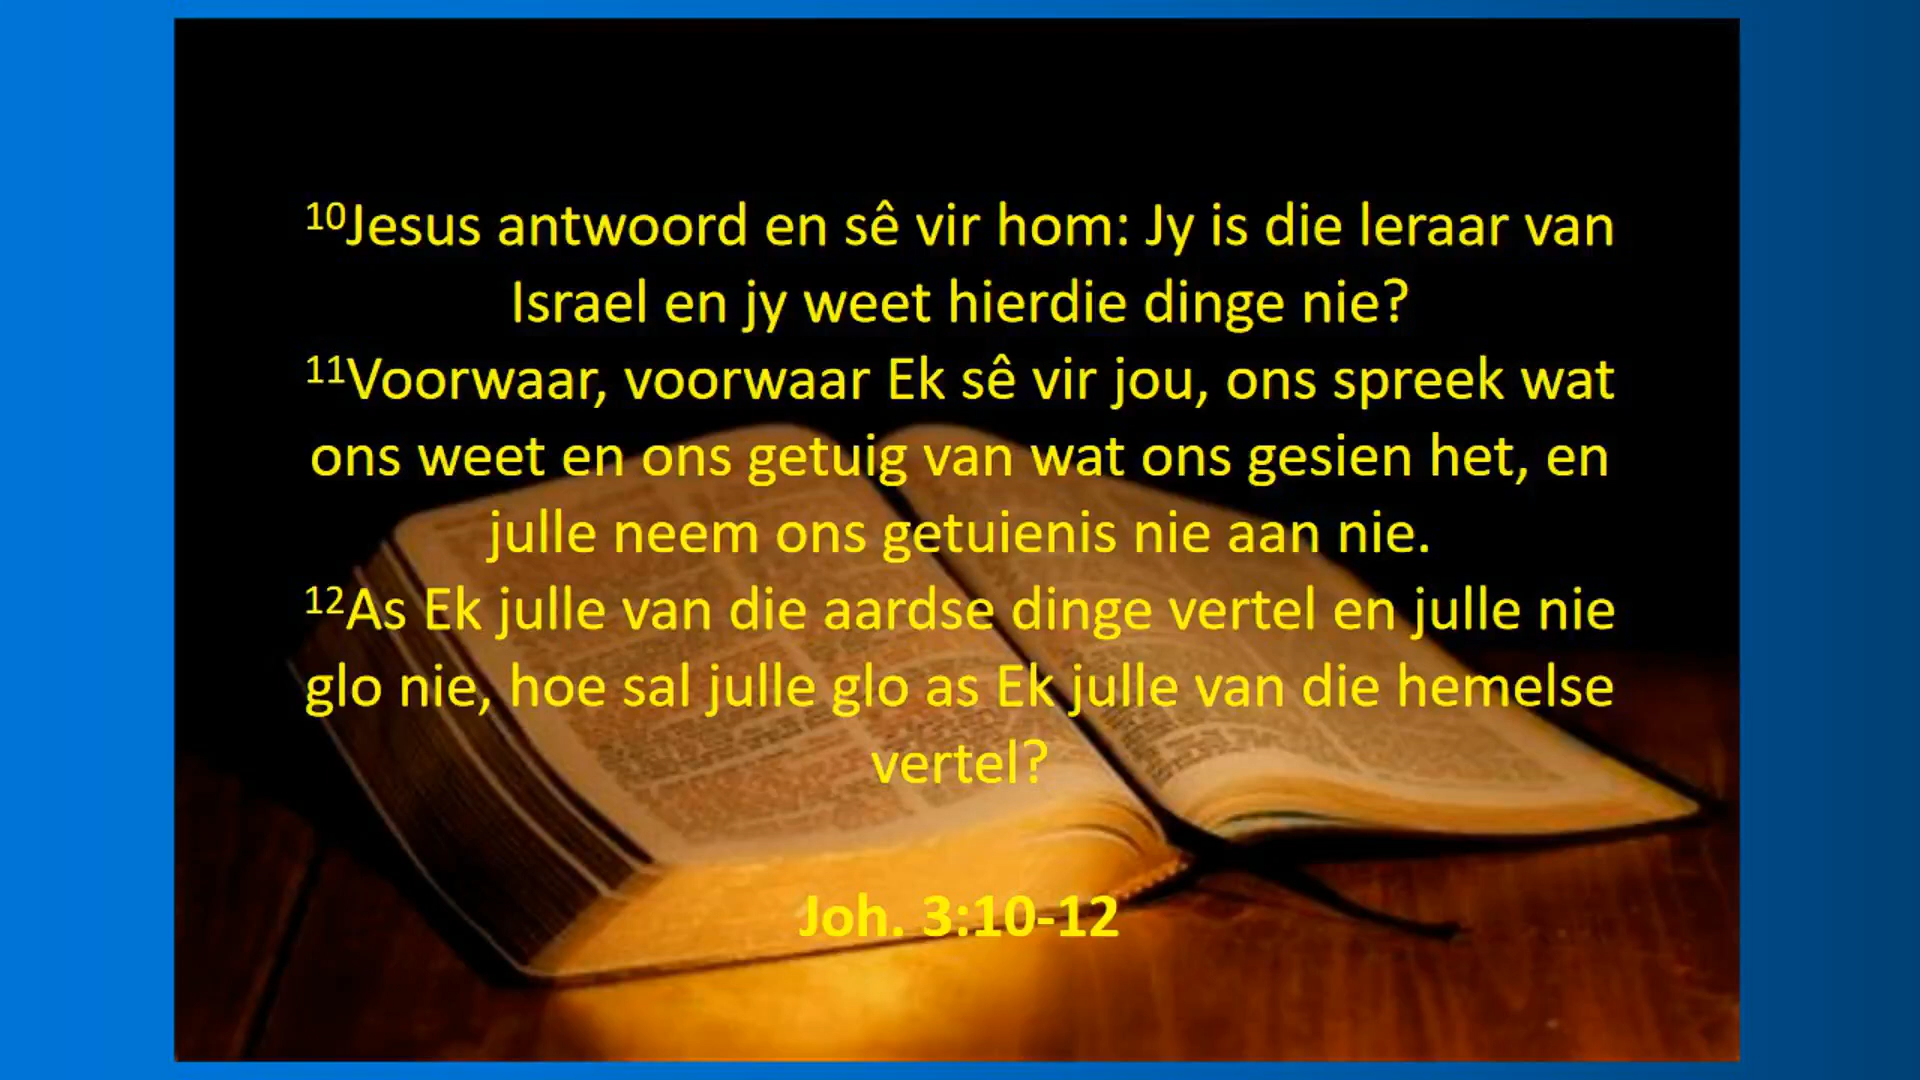 ¹⁰Jesus antwoord en sê vir hom: Jy is die leraar van
Israel en jy weet hierdie dinge nie?
¹¹Voorwaar, voorwaar Ek sê vir jou, ons spreek wat
ons weet en ons getuig van wat ons gesien het, en
julle neem ons getuienis nie aan nie.
¹²As Ek julle van die aardse dinge vertel en julle nie
glo nie, hoe sal julle glo as Ek julle van die hemelse
vertel?
Joh. 3:10-12